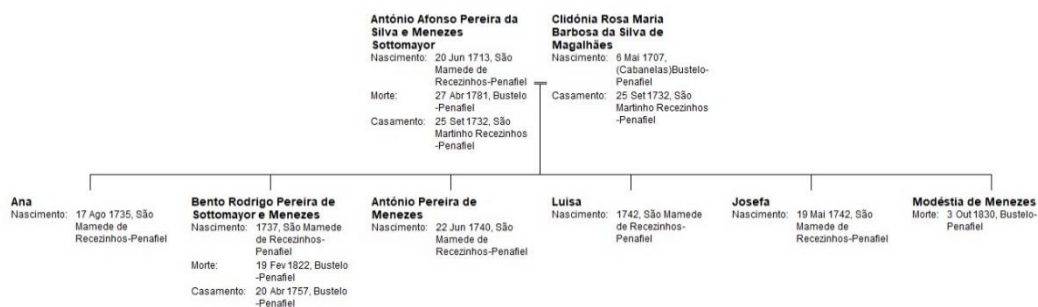 António Afonso Pereira da
Silva e Menezes
Sottomayor
Nascimento: 20 Jun 1713, São
Mamede de
Recezinhos-Penafiel
Morte: 27 Abr 1781, Bustelo
-Penafiel
Casamento: 25 Set 1732, São
Martinho Recezinhos
-Penafiel
Clidónia Rosa Maria
Barbosa da Silva de
Magalhães
Nascimento: 6 Mai 1707,
(Cabanelas)Bustelo-
Penafiel
Casamento: 25 Set 1732, São
Martinho Recezinhos
-Penafiel
Ana
Nascimento: 17 Ago 1735, São
Mamede de
Recezinhos-Penafiel
Bento Rodrigo Pereira de
Sottomayor e Menezes
Nascimento: 1737, São Mamede
de Recezinhos-
Penafiel
Morte: 19 Fev 1822, Bustelo
-Penafiel
Casamento: 20 Abr 1757, Bustelo
-Penafiel
António Pereira de
Menezes
Nascimento: 22 Jun 1740, São
Mamede de
Recezinhos-Penafiel
Luisa
Nascimento: 1742, São Mamede
de Recezinhos-
Penafiel
Josefa
Nascimento: 19 Mai 1742, São
Mamede de
Recezinhos-Penafiel
Modéstia de Menezes
Morte: 3 Out 1830, Bustelo-
Penafiel